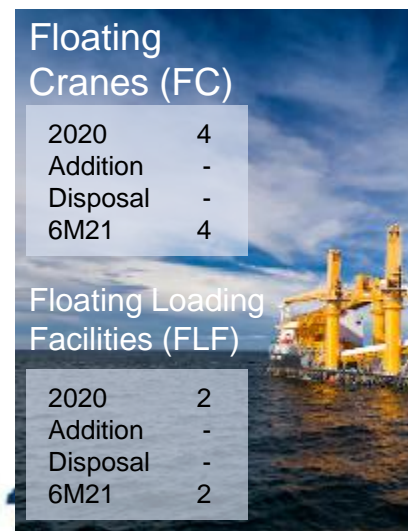 Floating
Cranes (FC)
2020 4
Addition -
Disposal -
6M21 4
Floating Loading
Facilities (FLF)
2020 2
Addition -
Disposal -
6M21 2